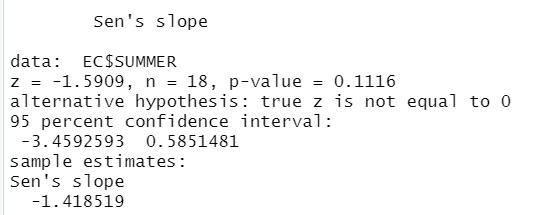 Sen's slope
data: EC$SUMMER
z = -1.5909, n = 18, p-value = 0.1116
alternative hypothesis: true z is not equal to 0
95 percent confidence interval:
-3.4592593 0.5851481
sample estimates:
Sen's slope
-1.418519